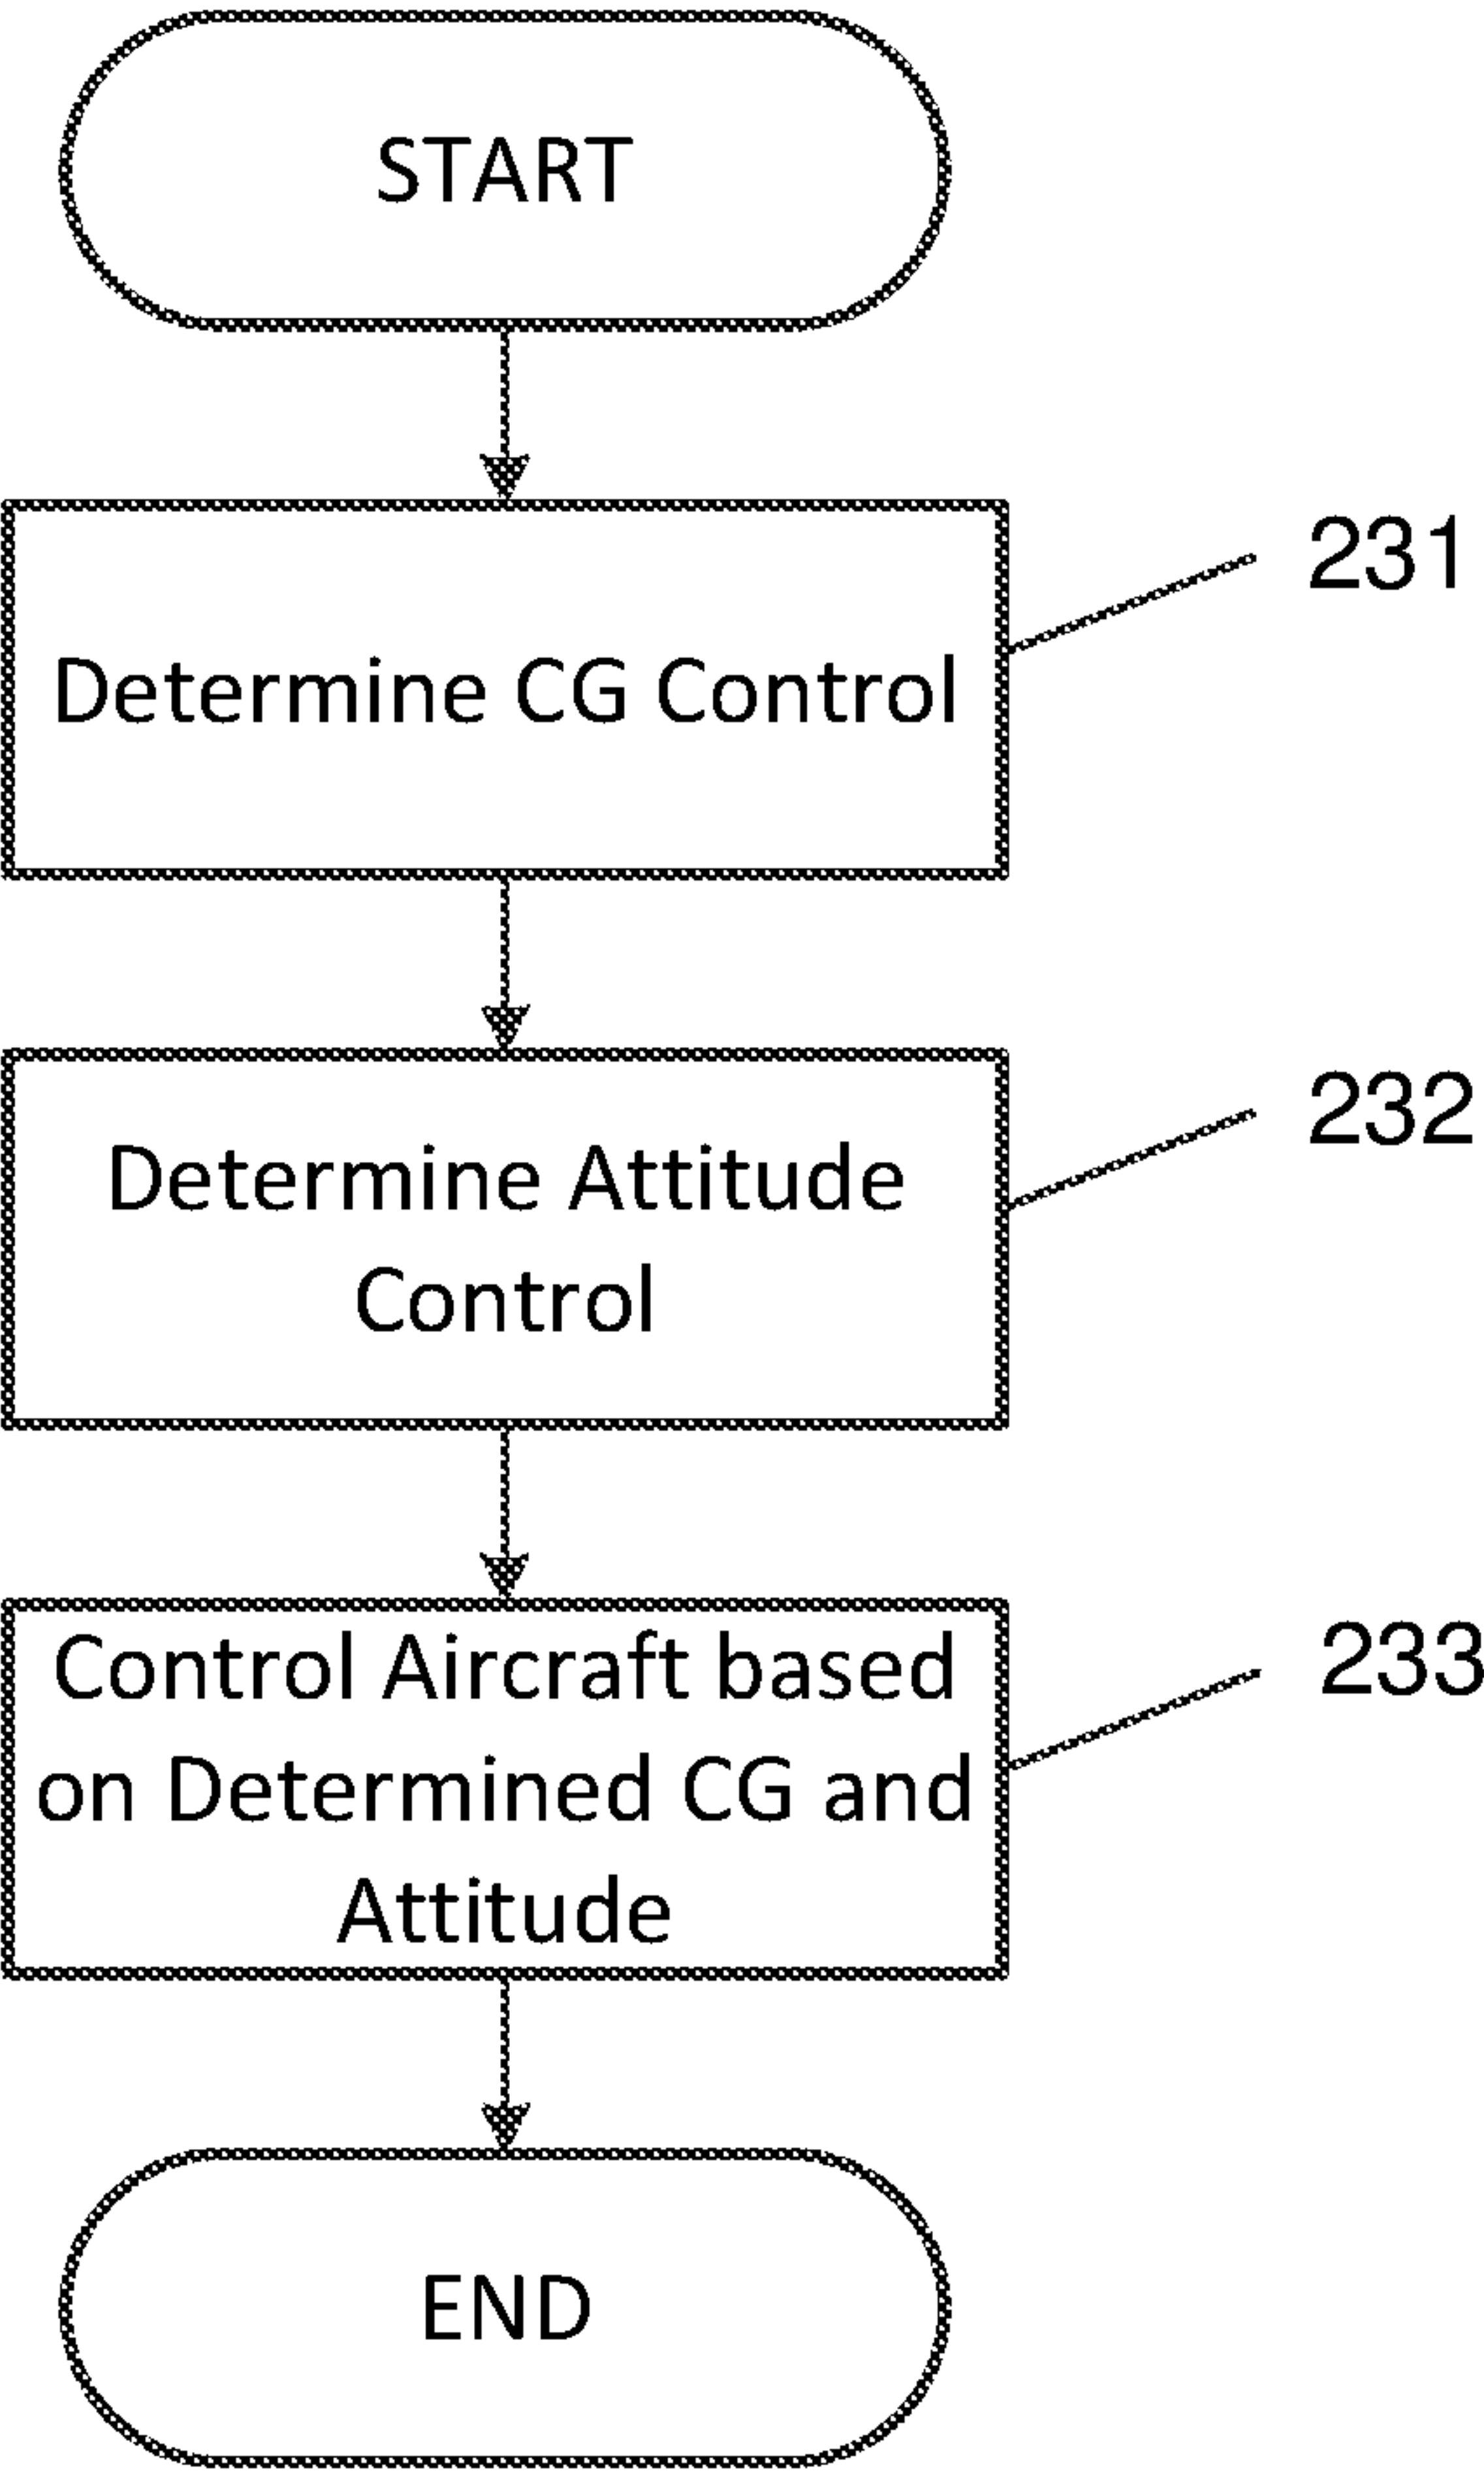 START
Determine CG Control
231
Determine Attitude
Control
232
Control Aircraft based
on Determined CG and
Attitude
233
END